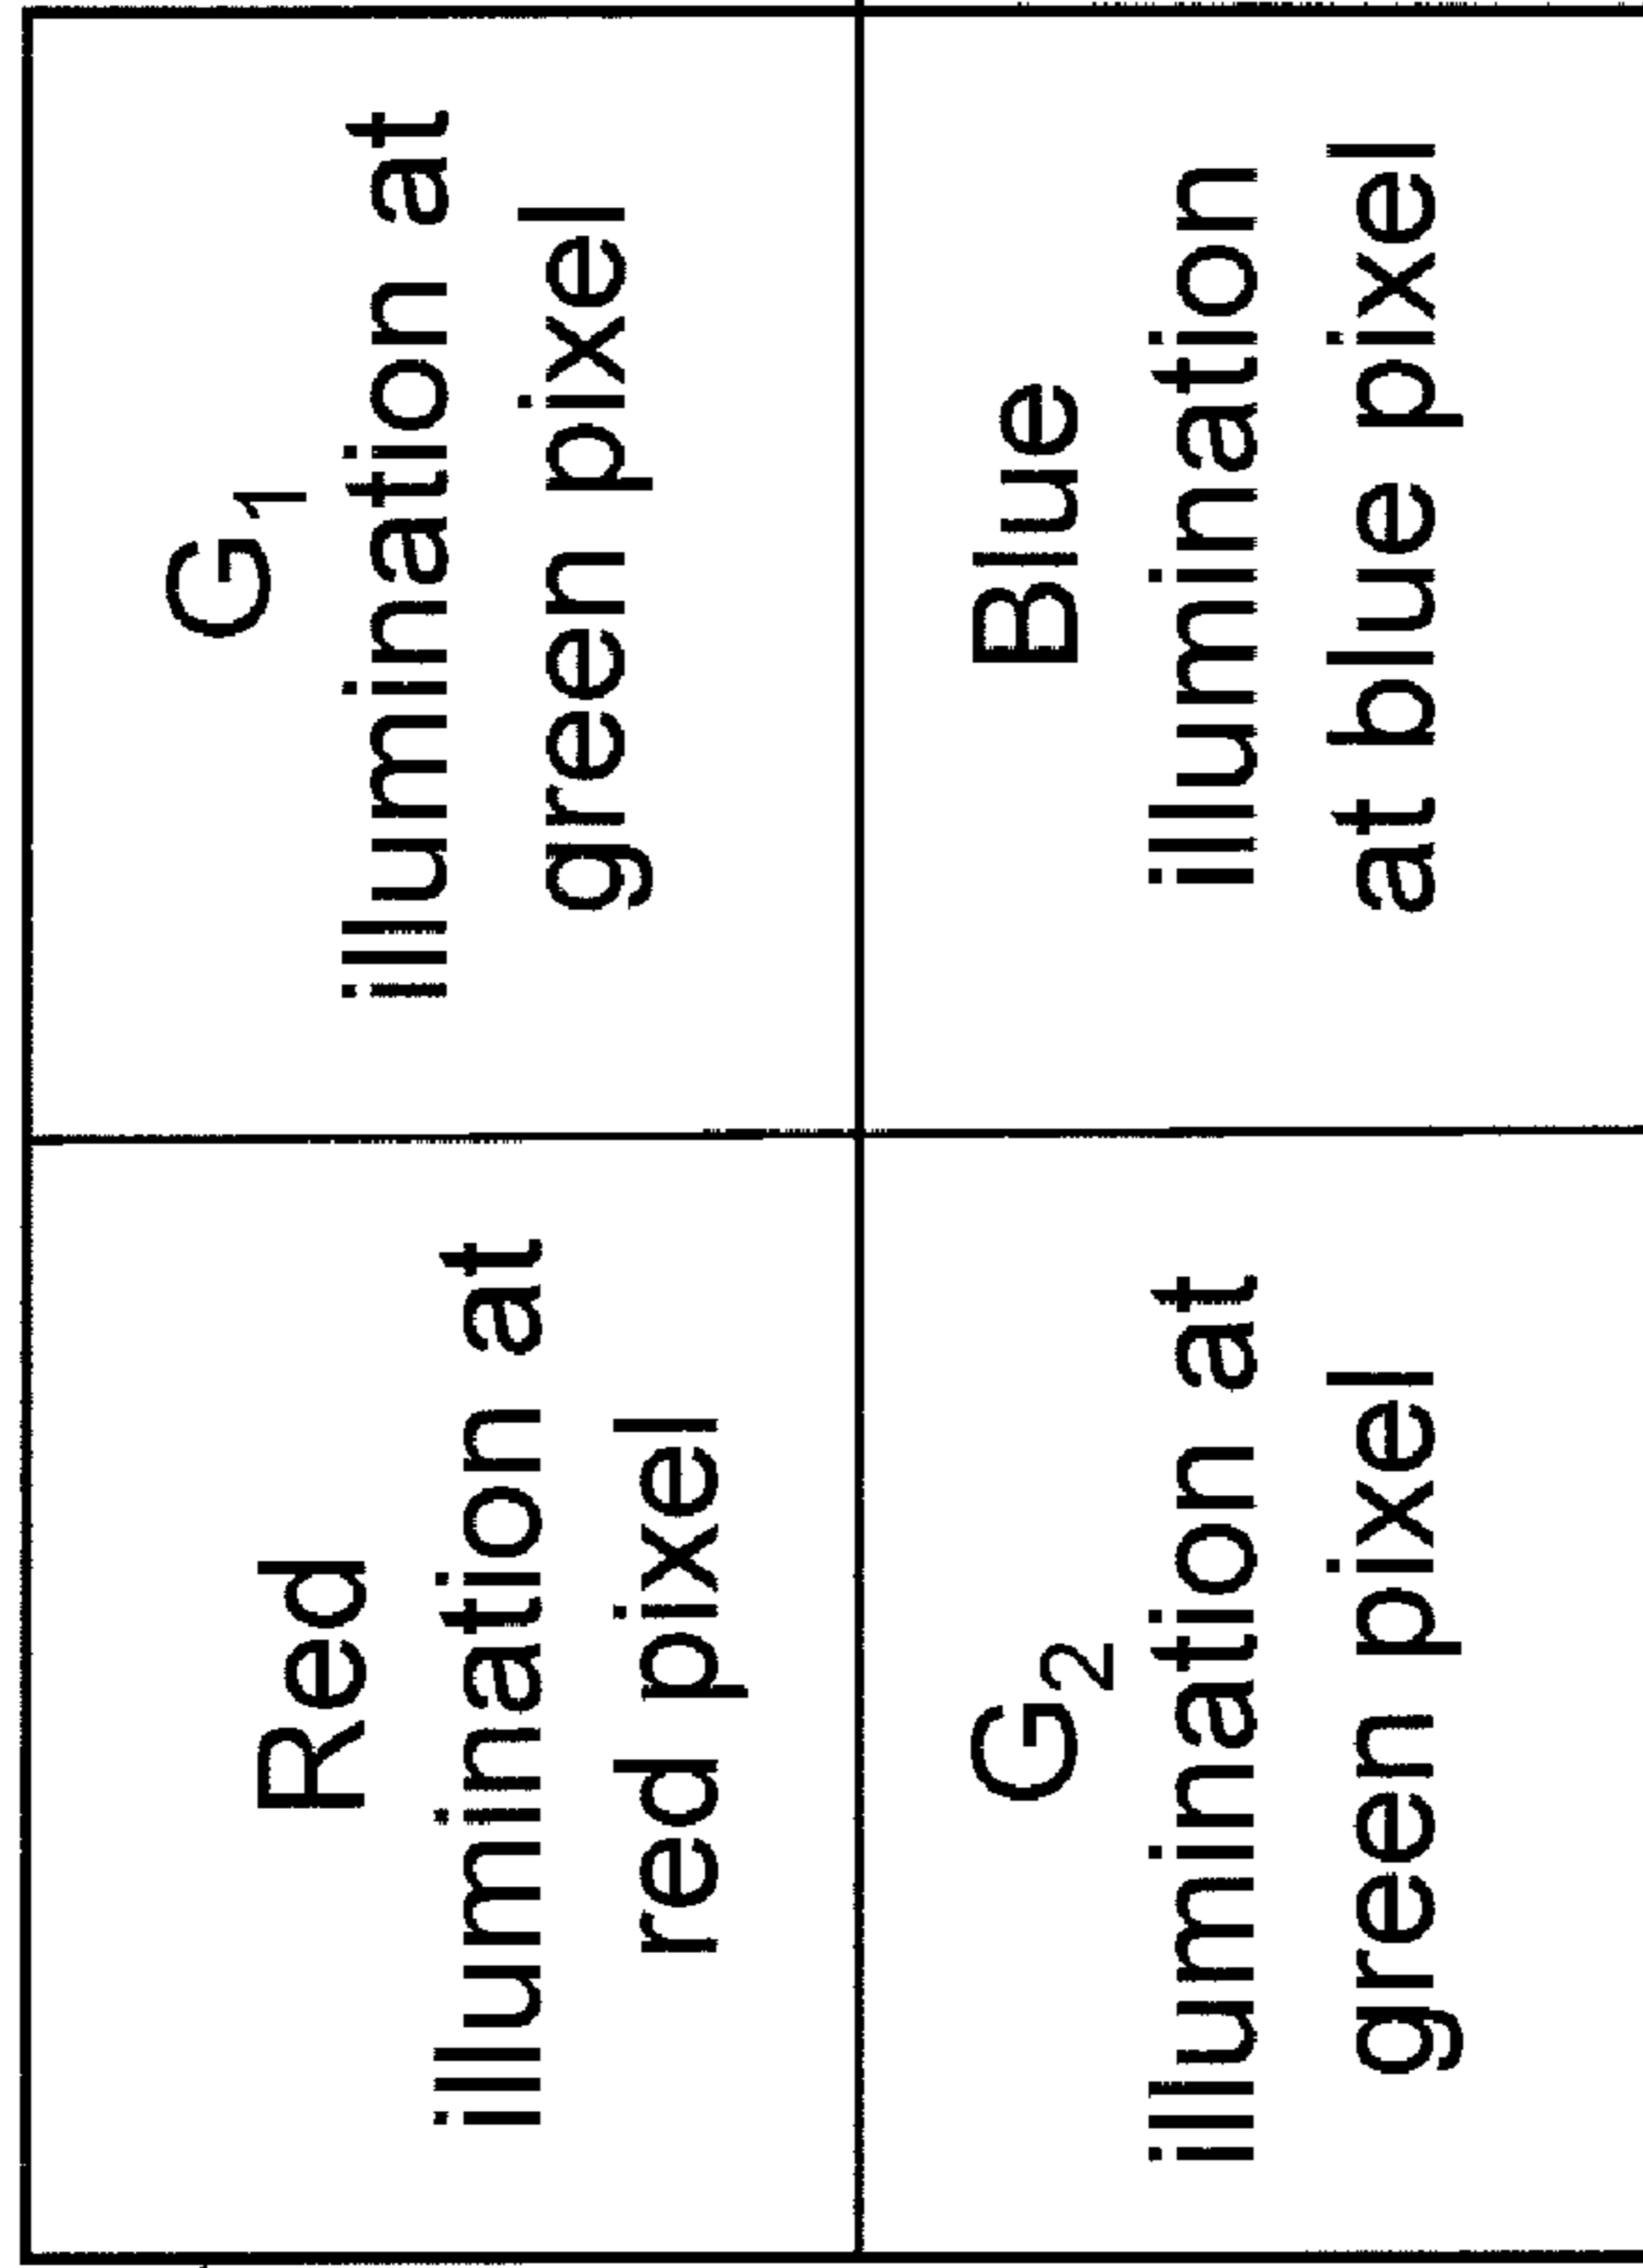 Red
illumination at
red pixel
G₁
illumination at
green pixel
G₂
illumination at
green pixel
Blue
illumination
at blue pixel